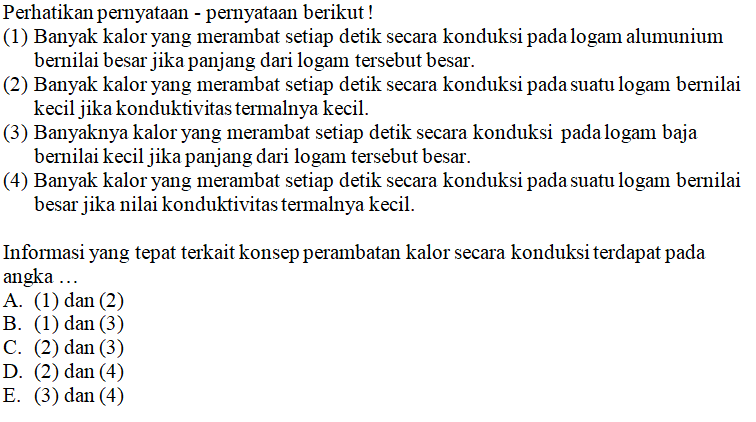 Perhatikan pernyataan - pernyataan berikut !
(1) Banyak kalor yang merambat setiap detik secara konduksi pada logam alumunium
bernilai besar jika panjang dari logam tersebut besar.
(2) Banyak kalor yang merambat setiap detik secara konduksi pada suatu logam bernilai
kecil jika konduktivitas termalnya kecil.
(3) Banyaknya kalor yang merambat setiap detik secara konduksi pada logam baja
bernilai kecil jika panjang dari logam tersebut besar.
(4) Banyak kalor yang merambat setiap detik secara konduksi pada suatu logam bernilai
besar jika nilai konduktivitas termalnya kecil.
Informasi yang tepat terkait konsep perambatan kalor secara konduksi terdapat pada
angka …
A. (1) dan (2)
B. (1) dan (3)
C. (2) dan (3)
D. (2) dan (4)
E. (3) dan (4)